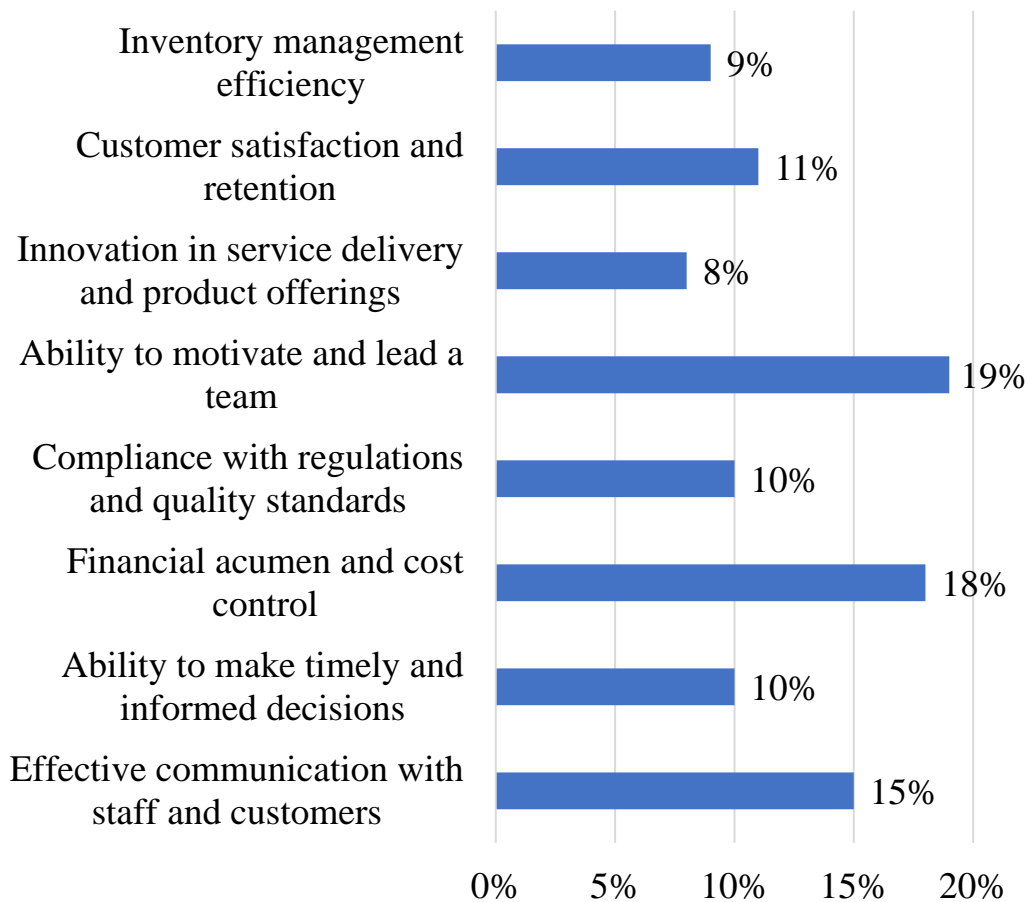 Inventory management
efficiency
9%
Customer satisfaction and
retention
11%
Innovation in service delivery
and product offerings
8%
Ability to motivate and lead a
team
19%
Compliance with regulations
and quality standards
10%
Financial acumen and cost
control
18%
Ability to make timely and
informed decisions
10%
Effective communication with
staff and customers
15%
0% 5% 10% 15% 20%